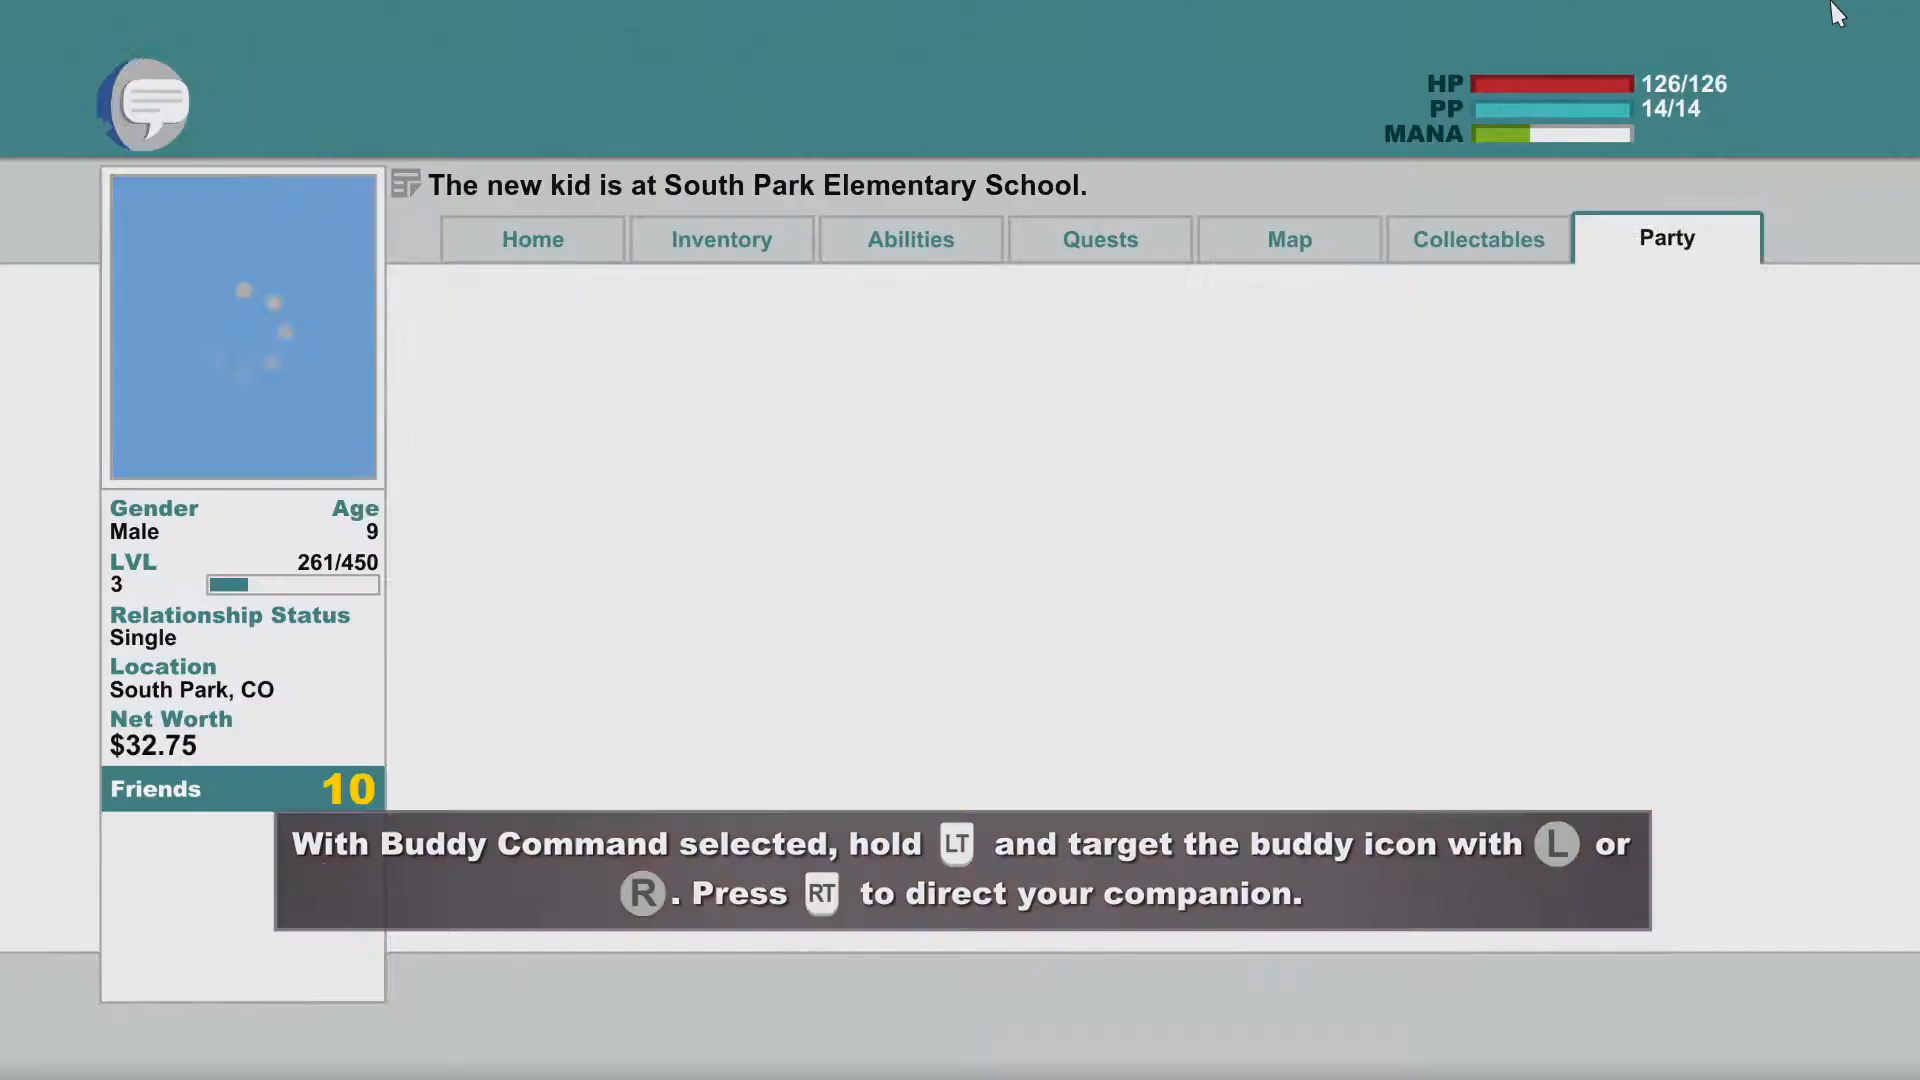 HP 126/126
PP 14/14
MANA
The new kid is at South Park Elementary School.
Home Inventory Abilities Quests Map Collectables Party
Gender Age
Male 9
LVL 261/450
3
Relationship Status
Single
Location
South Park, CO
Net Worth
$32.75
Friends 10
With Buddy Command selected, hold LT and target the buddy icon with L or
R. Press RT to direct your companion.